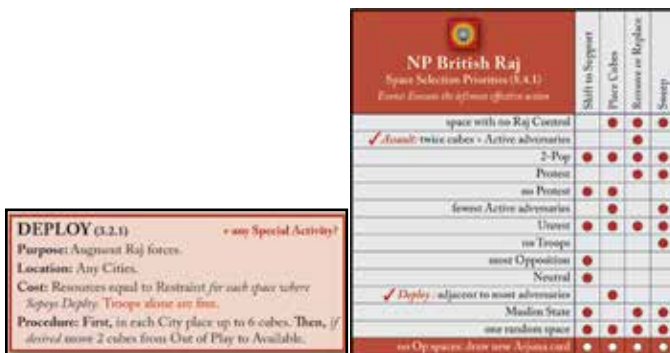 DEPLOY (3.2.1) + any Special Activity?
Purpose: Augment Raj forces.
Location: Any Cities.
Cost: Resources equal to Restraint for each space where
Sepoys Deploy. Troops alone are free.
Procedure: First, in each City place up to 6 cubes. Then, if
desired move 2 cubes from Out of Play to Available.
NP British Raj
Space Selection Priorities (8.4.1)
Event: Execute the leftmost effective action
Shift to Support
Place Cubes
Remove or Replace
Sweep
space with no Raj Control
✓ Assault: twice cubes > Active adversaries
2-Pop
Protest
no Protest
fewest Active adversaries
Unrest
no Troops
most Opposition
Neutral
✓ Deploy: adjacent to most adversaries
Muslim State
one random space
no Op spaces: draw new Arjuna card